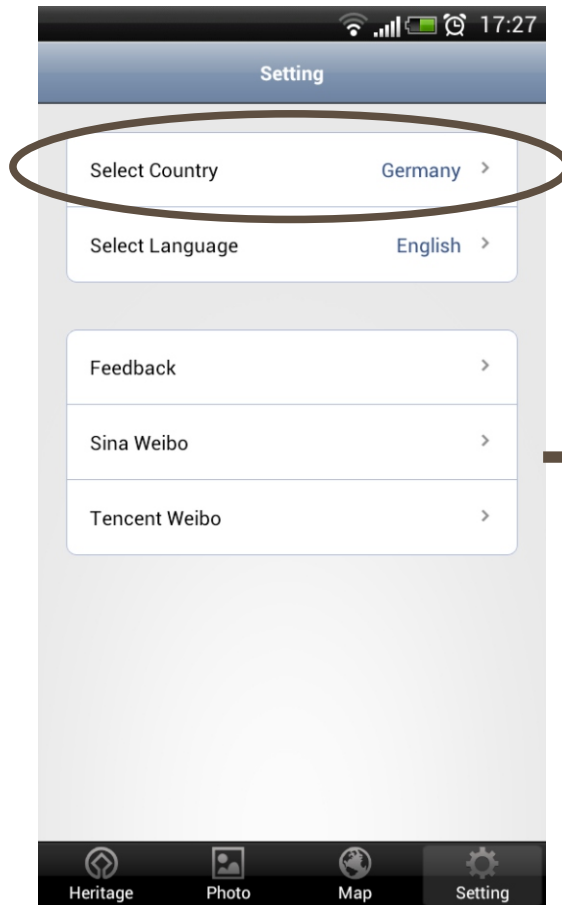 17:27
Setting
Select Country Germany
Select Language English
Feedback
Sina Weibo
Tencent Weibo
Heritage Photo Map Setting